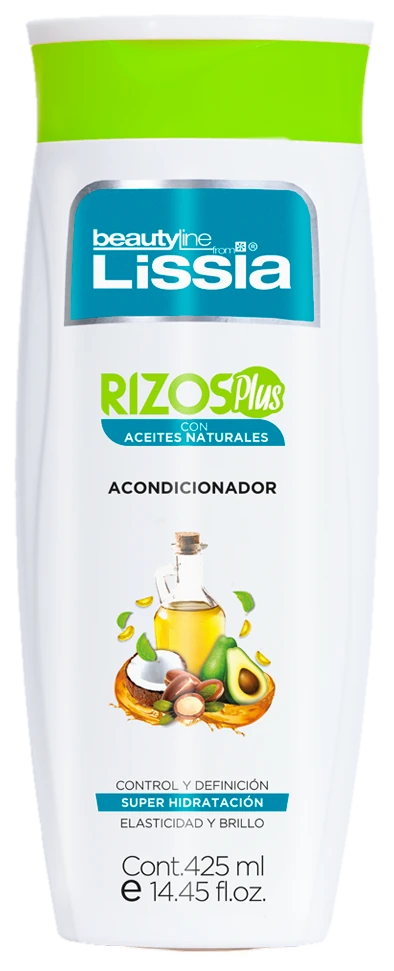 beautyline
from ®
Lissia
RIZOS Plus
CON
ACEITES NATURALES
ACONDICIONADOR
CONTROL Y DEFINICIÓN
SUPER HIDRATACIÓN
ELASTICIDAD Y BRILLO
Cont.425 ml
e 14.45 fl.oz.